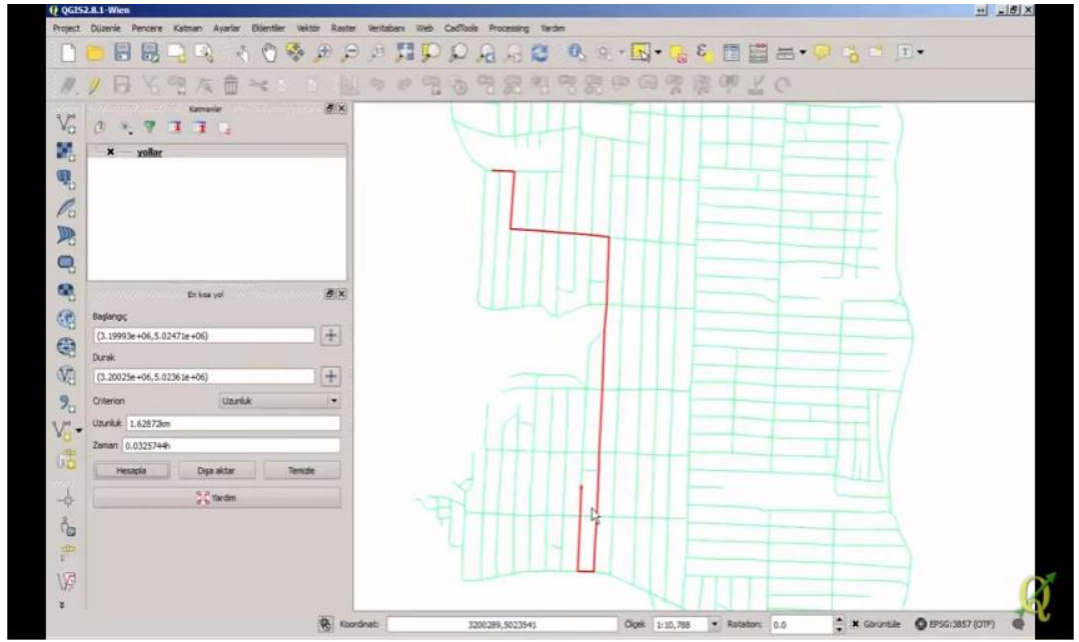 QGIS2.8.1-Wien
Project Düzenle Pencere Katman Ayarlar Eklentiler Vektör Raster Veritabanı Web CadTools Processing Yardım
Katmanlar
yollar
En kısa yol
Başlangıç
(3.19993e+06,5.02471e+06)
Durak
(3.20025e+06,5.02361e+06)
Criterion Uzunluk
Uzunluk 1.62872km
Zaman 0.0325744h
Hesapla Dışa aktar Temizle
Yardım
Koordinat: 3200289,5023541 Ölçek 1:10,788 Rotation: 0.0 Görüntüle EPSG:3857 (OTF)